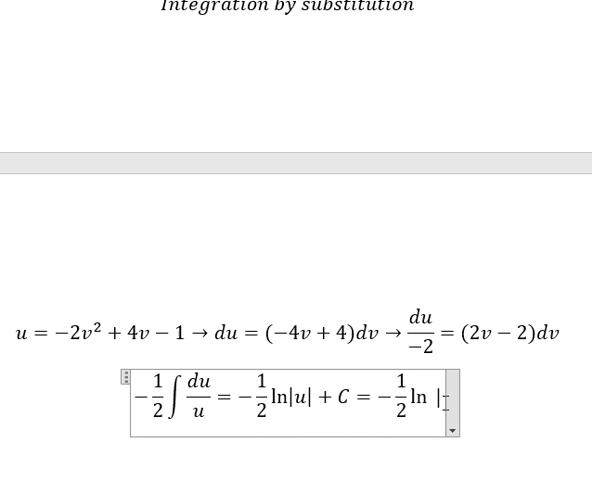 Integration by substitution
u = −2v² + 4v − 1 → du = (−4v + 4)dv → du/−2 = (2v − 2)dv
−1/2 ∫ du/u = −1/2 ln|u| + C = −1/2 ln |